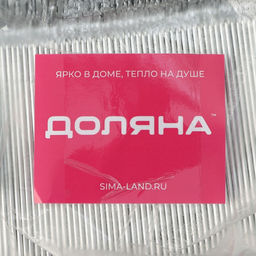 ЯРКО В ДОМЕ, ТЕПЛО НА ДУШЕ
ДОЛЯНА™
SIMA-LAND.RU